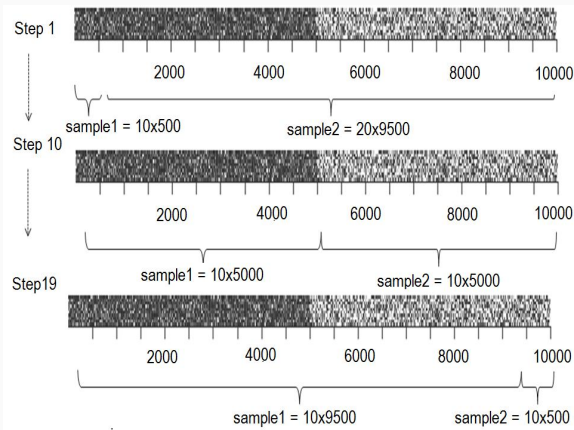 Step 1
2000 4000 6000 8000 10000
sample1 = 10x500 sample2 = 20x9500
Step 10
2000 4000 6000 8000 10000
sample1 = 10x5000 sample2 = 10x5000
Step19
2000 4000 6000 8000 10000
sample1 = 10x9500 sample2 = 10x500